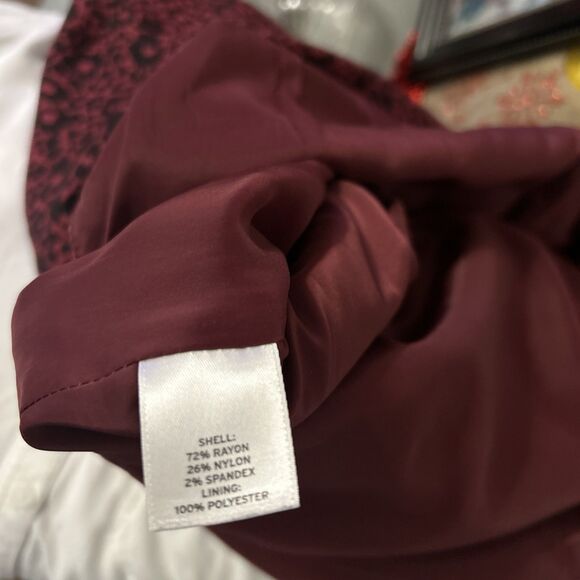 SHELL:
72% RAYON
26% NYLON
2% SPANDEX
LINING:
100% POLYESTER